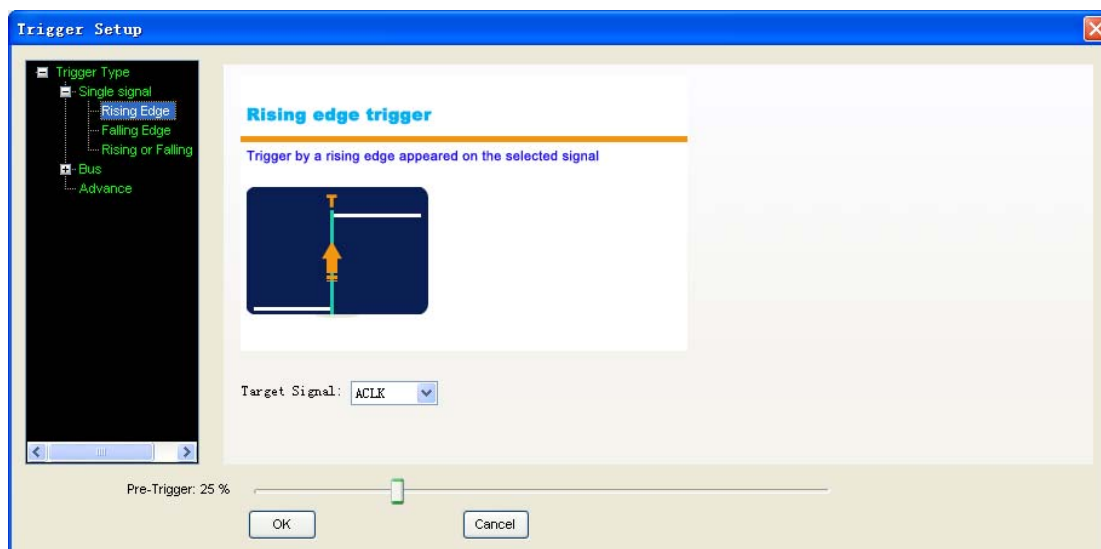 Trigger Setup
Trigger Type
Single signal
Rising Edge
Falling Edge
Rising or Falling
Bus
Advance
Rising edge trigger
Trigger by a rising edge appeared on the selected signal
T
Target Signal: ACLK
Pre-Trigger: 25 %
OK Cancel